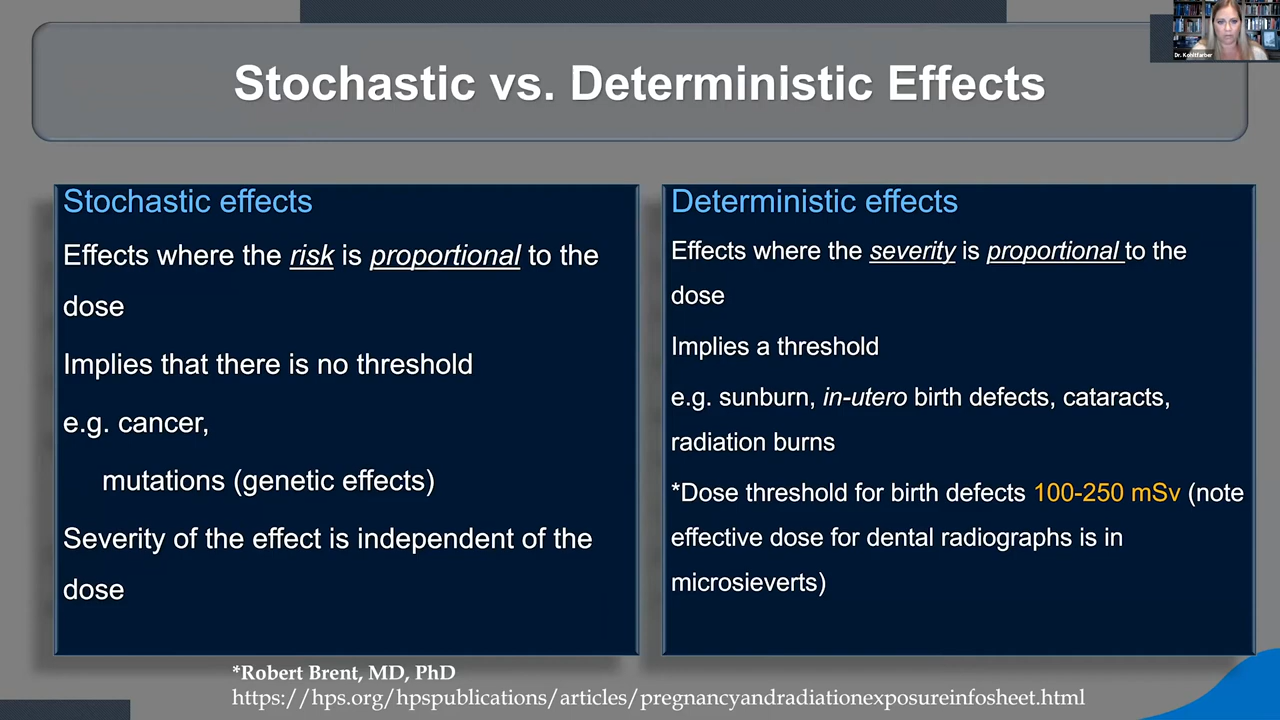 Dr. Kohltfarber
Stochastic vs. Deterministic Effects
Stochastic effects
Effects where the risk is proportional to the
dose
Implies that there is no threshold
e.g. cancer,
mutations (genetic effects)
Severity of the effect is independent of the
dose
Deterministic effects
Effects where the severity is proportional to the
dose
Implies a threshold
e.g. sunburn, in-utero birth defects, cataracts,
radiation burns
*Dose threshold for birth defects 100-250 mSv (note
effective dose for dental radiographs is in
microsieverts)
*Robert Brent, MD, PhD
https://hps.org/hpspublications/articles/pregnancyandradiationexposureinfosheet.html